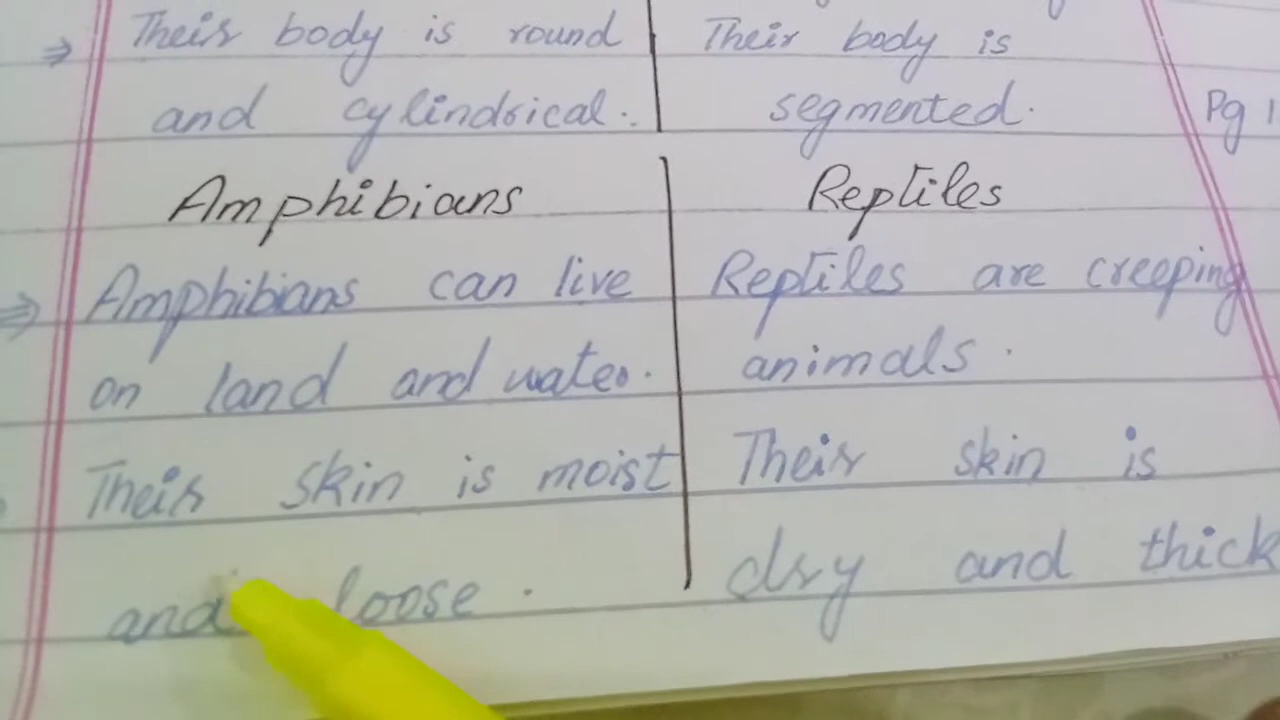 ⇒ Their body is round
and cylindrical.
Their body is
segmented.
Pg 1
Amphibians
⇒ Amphibians can live
on land and water.
Their skin is moist
and loose.
Reptiles
Reptiles are creeping
animals.
Their skin is
dry and thick